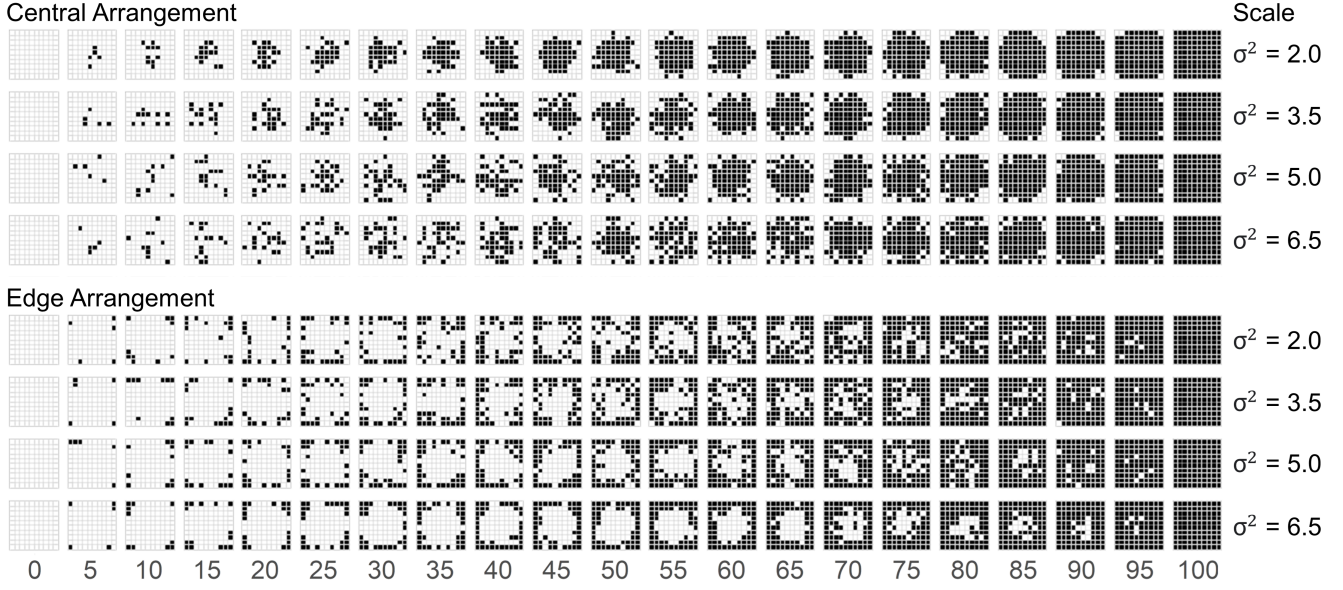 Central Arrangement
Scale
σ² = 2.0
σ² = 3.5
σ² = 5.0
σ² = 6.5
Edge Arrangement
σ² = 2.0
σ² = 3.5
σ² = 5.0
σ² = 6.5
0 5 10 15 20 25 30 35 40 45 50 55 60 65 70 75 80 85 90 95 100